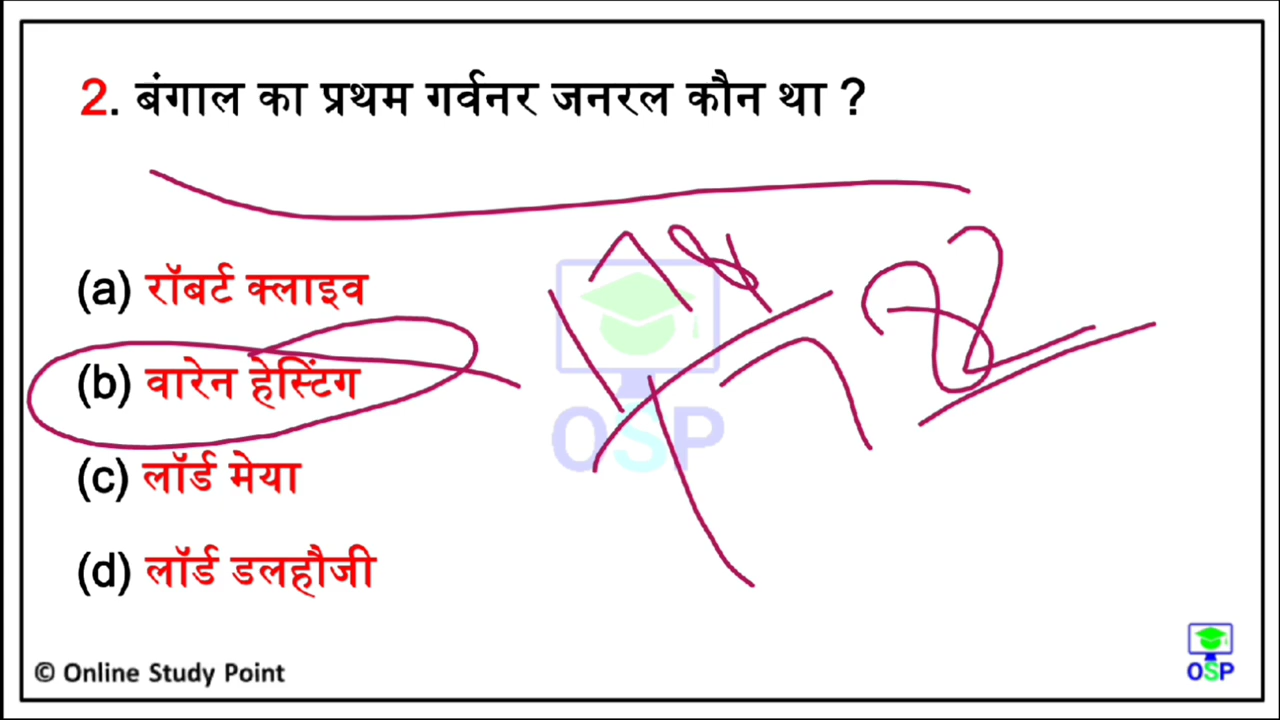 2. बंगाल का प्रथम गर्वनर जनरल कौन था ?
(a) रॉबर्ट क्लाइव
(b) वारेन हेस्टिंग
(c) लॉर्ड मेया
(d) लॉर्ड डलहौजी
OSP
© Online Study Point
OSP